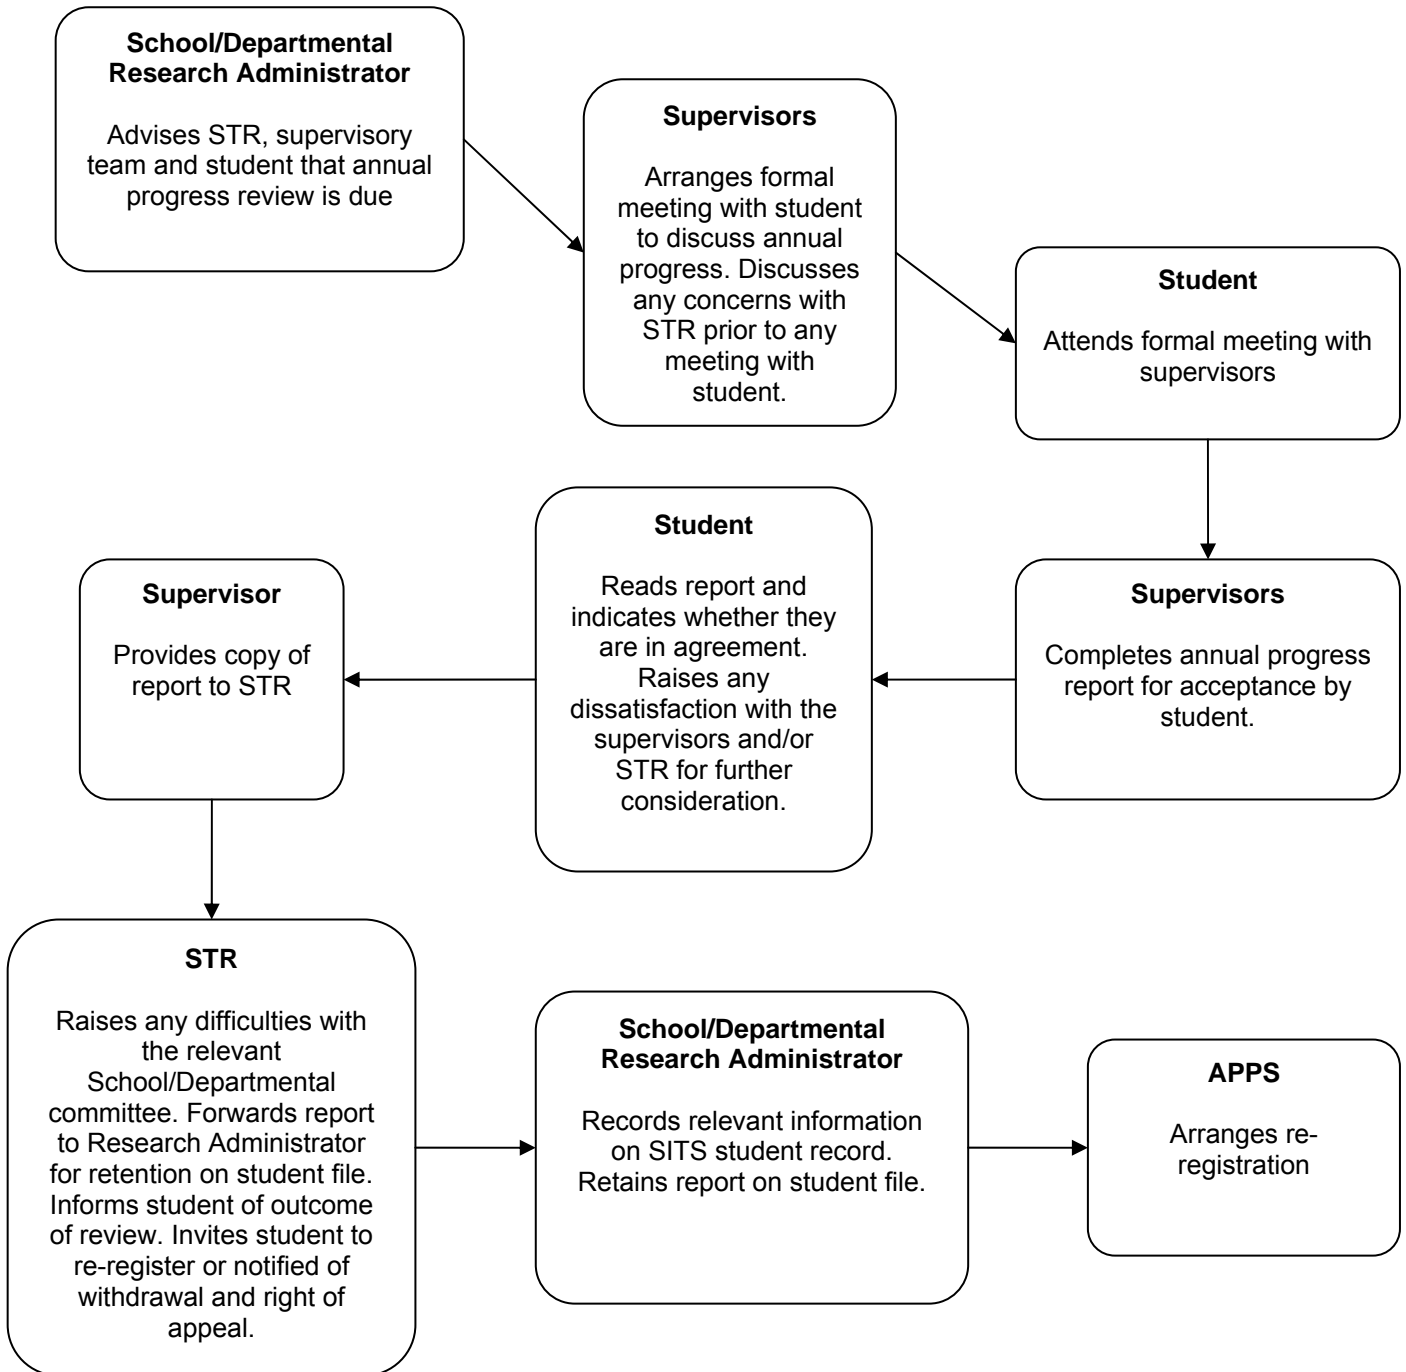 School/Departmental
Research Administrator
Advises STR, supervisory
team and student that annual
progress review is due
Supervisors
Arranges formal
meeting with student
to discuss annual
progress. Discusses
any concerns with
STR prior to any
meeting with
student.
Student
Attends formal meeting with
supervisors
Supervisors
Completes annual progress
report for acceptance by
student.
Student
Reads report and
indicates whether they
are in agreement.
Raises any
dissatisfaction with the
supervisors and/or
STR for further
consideration.
Supervisor
Provides copy of
report to STR
STR
Raises any difficulties with
the relevant
School/Departmental
committee. Forwards report
to Research Administrator
for retention on student file.
Informs student of outcome
of review. Invites student to
re-register or notified of
withdrawal and right of
appeal.
School/Departmental
Research Administrator
Records relevant information
on SITS student record.
Retains report on student file.
APPS
Arranges re-
registration